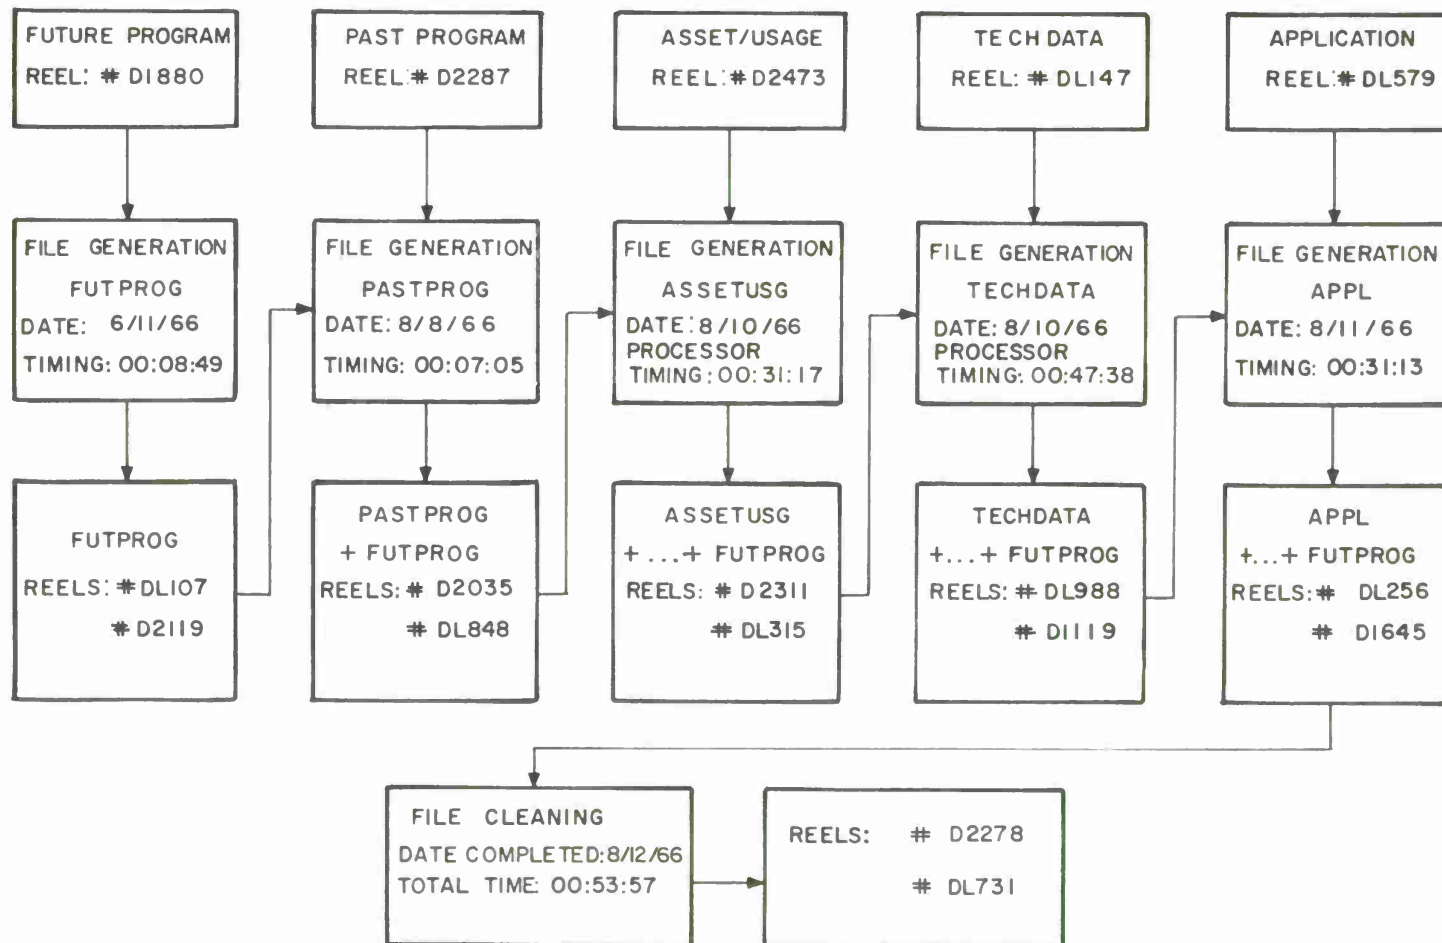 FUTURE PROGRAM
REEL: # D1880
PAST PROGRAM
REEL: # D2287
ASSET/USAGE
REEL: # D2473
TECH DATA
REEL: # DL147
APPLICATION
REEL: # DL579
FILE GENERATION
FUTPROG
DATE: 6/11/66
TIMING: 00:08:49
FILE GENERATION
PASTPROG
DATE: 8/8/66
TIMING: 00:07:05
FILE GENERATION
ASSETUSG
DATE: 8/10/66
PROCESSOR
TIMING: 00:31:17
FILE GENERATION
TECHDATA
DATE: 8/10/66
PROCESSOR
TIMING: 00:47:38
FILE GENERATION
APPL
DATE: 8/11/66
TIMING: 00:31:13
FUTPROG
REELS: # DL107
# D2119
PASTPROG
+ FUTPROG
REELS: # D2035
# DL848
ASSETUSG
+...+ FUTPROG
REELS: # D2311
# DL315
TECHDATA
+...+ FUTPROG
REELS: # DL988
# D1119
APPL
+...+ FUTPROG
REELS: # DL256
# D1645
FILE CLEANING
DATE COMPLETED: 8/12/66
TOTAL TIME: 00:53:57
REELS: # D2278
# DL731